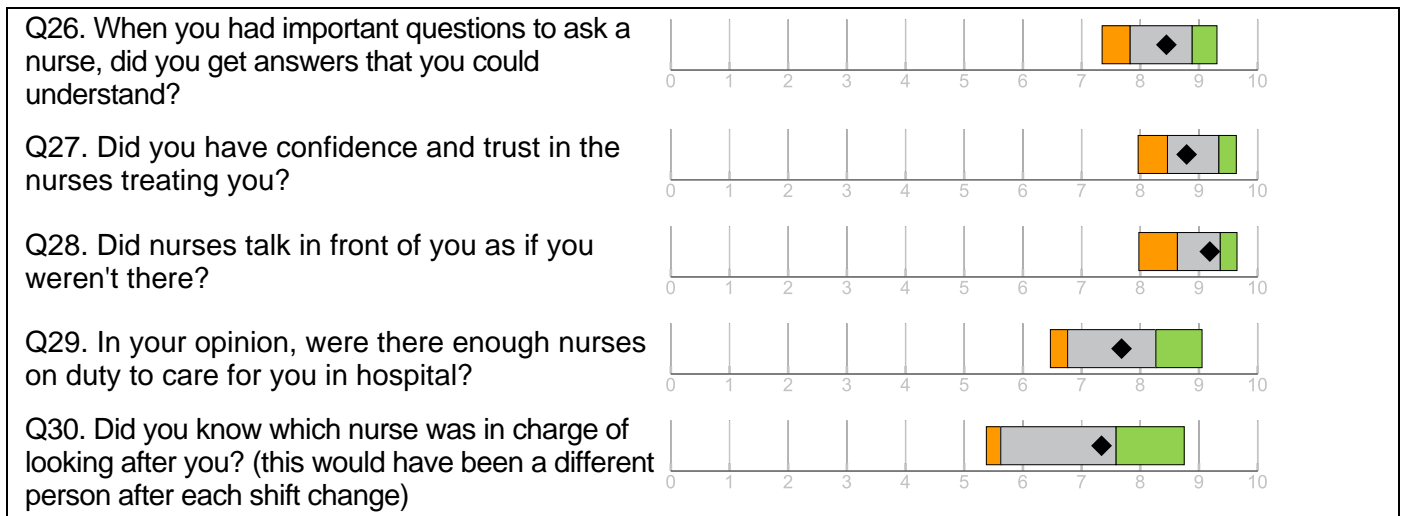 Q26. When you had important questions to ask a
nurse, did you get answers that you could
understand?
0 1 2 3 4 5 6 7 8 9 10
Q27. Did you have confidence and trust in the
nurses treating you?
0 1 2 3 4 5 6 7 8 9 10
Q28. Did nurses talk in front of you as if you
weren't there?
0 1 2 3 4 5 6 7 8 9 10
Q29. In your opinion, were there enough nurses
on duty to care for you in hospital?
0 1 2 3 4 5 6 7 8 9 10
Q30. Did you know which nurse was in charge of
looking after you? (this would have been a different
person after each shift change)
0 1 2 3 4 5 6 7 8 9 10